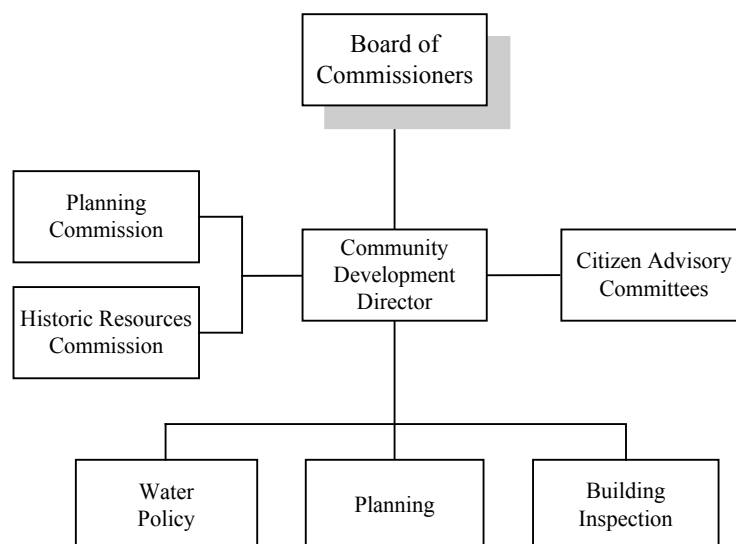 Board of
Commissioners
Planning
Commission
Community
Development
Director
Citizen Advisory
Committees
Historic Resources
Commission
Water
Policy
Planning
Building
Inspection